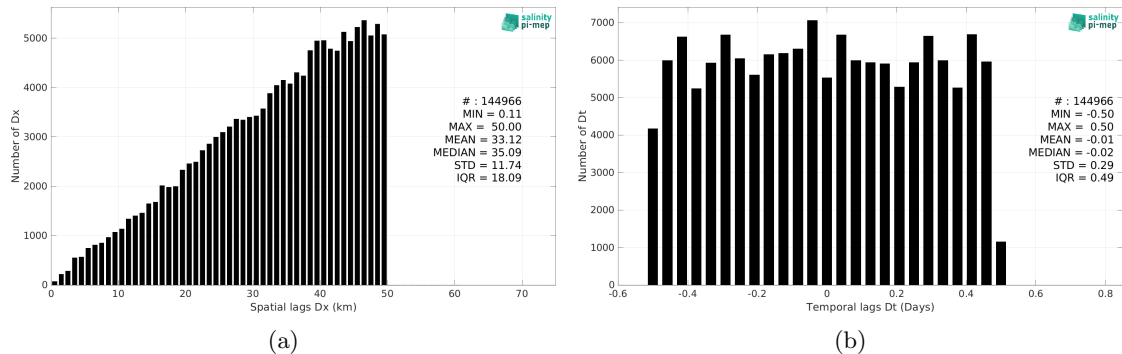 salinity
pi-mep
5000
4000
3000
2000
1000
0
Number of Dx
# : 144966
MIN = 0.11
MAX = 50.00
MEAN = 33.12
MEDIAN = 35.09
STD = 11.74
IQR = 18.09
0 10 20 30 40 50 60 70
Spatial lags Dx (km)
(a)
salinity
pi-mep
7000
6000
5000
4000
3000
2000
1000
0
Number of Dt
# : 144966
MIN = -0.50
MAX = 0.50
MEAN = -0.01
MEDIAN = -0.02
STD = 0.29
IQR = 0.49
-0.6 -0.4 -0.2 0 0.2 0.4 0.6 0.8
Temporal lags Dt (Days)
(b)